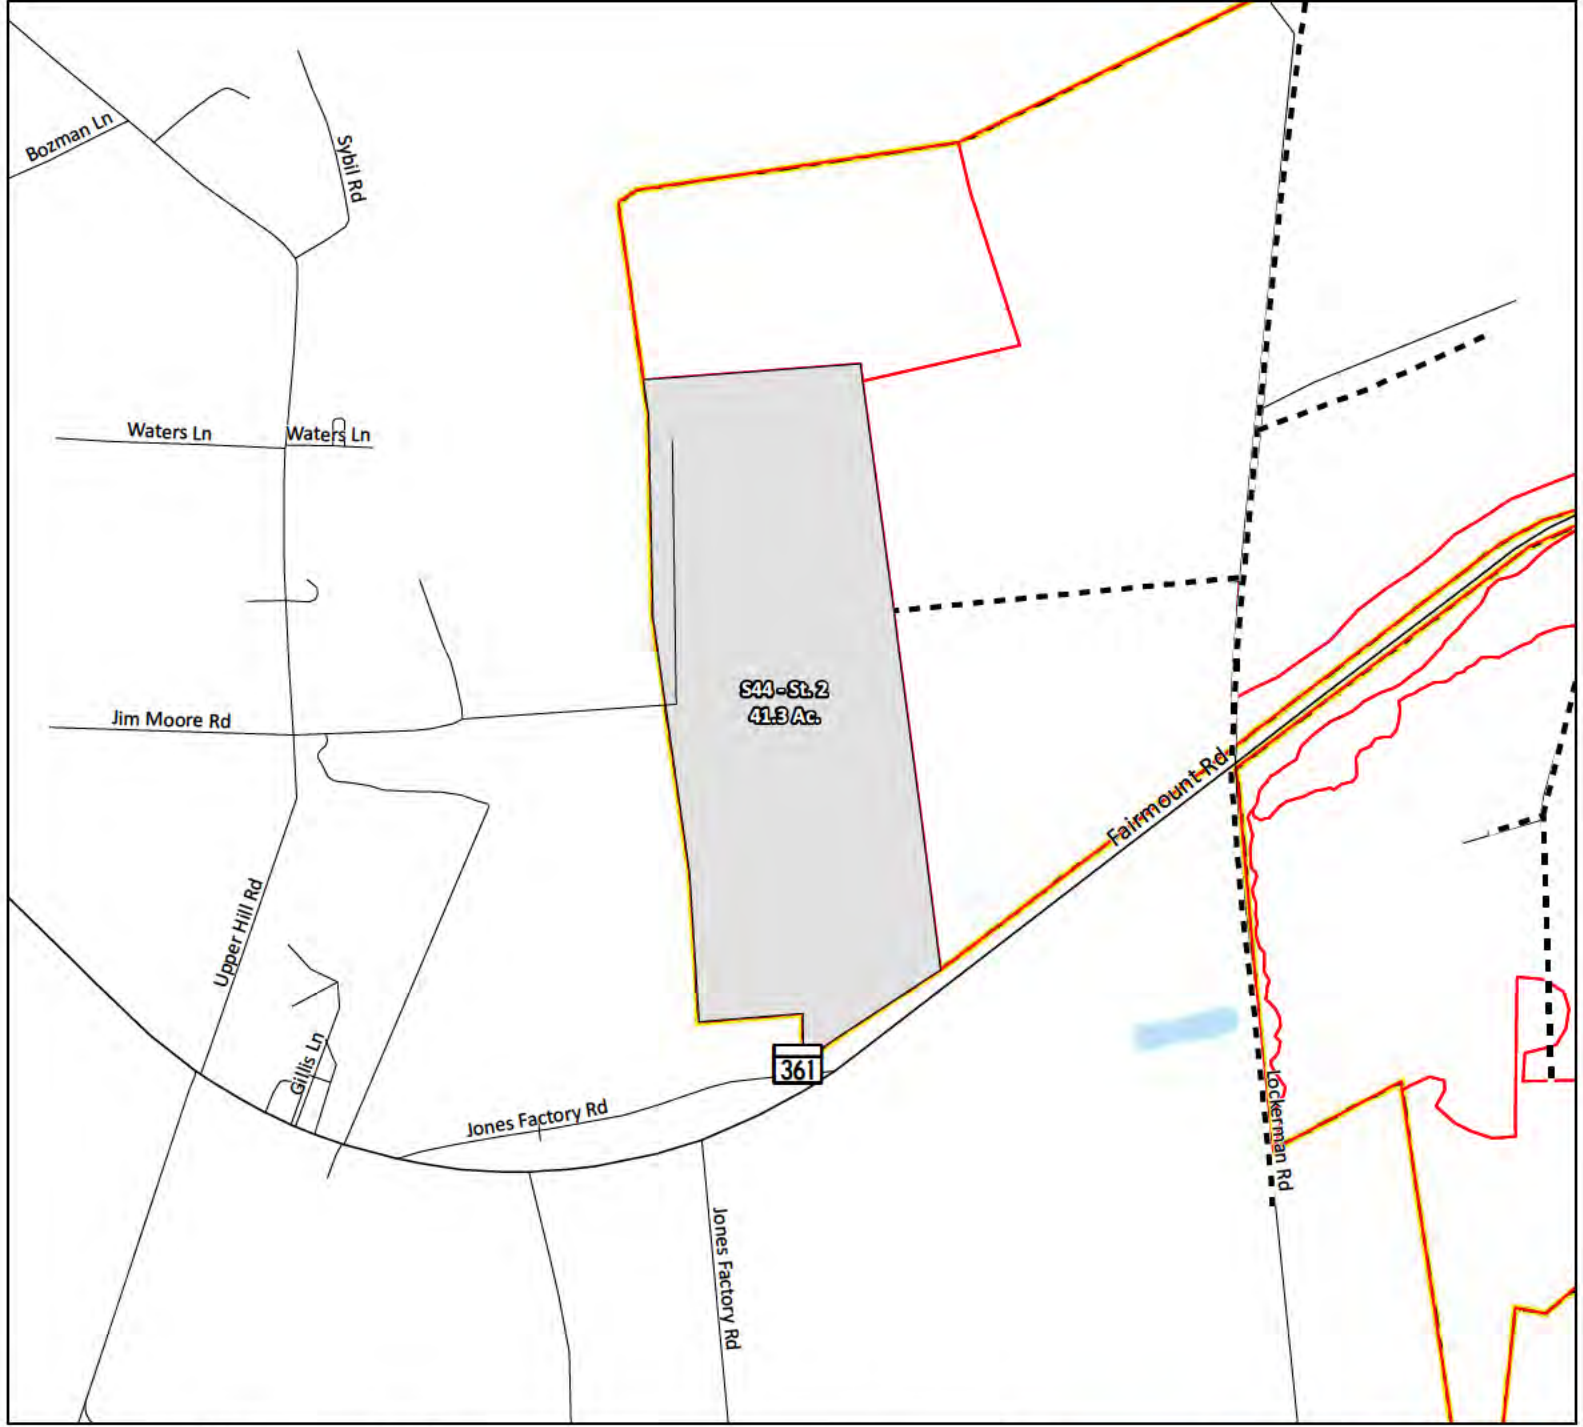 Bozman Ln
Sybil Rd
Waters Ln
Waters Ln
S44 - St. 2
41.3 Ac.
Jim Moore Rd
Fairmount Rd
Upper Hill Rd
Gillis Ln
361
Jones Factory Rd
Lockerman Rd
Jones Factory Rd